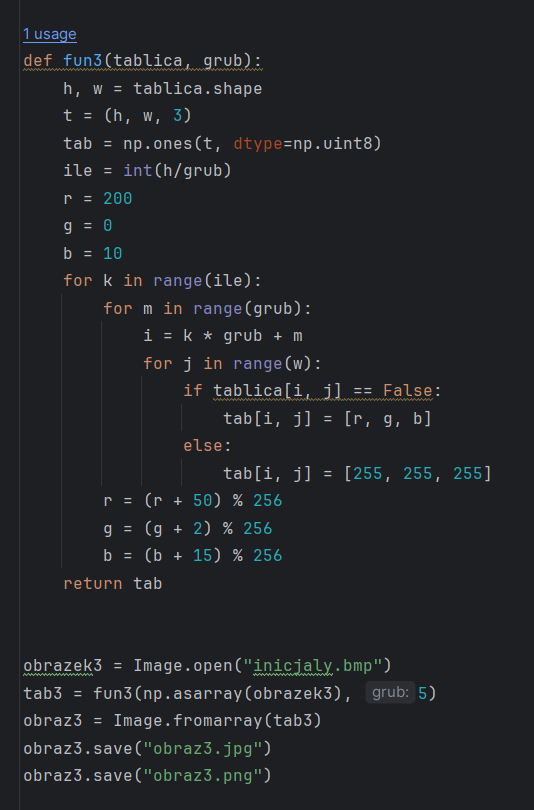 1 usage
def fun3(tablica, grub):
    h, w = tablica.shape
    t = (h, w, 3)
    tab = np.ones(t, dtype=np.uint8)
    ile = int(h/grub)
    r = 200
    g = 0
    b = 10
    for k in range(ile):
        for m in range(grub):
            i = k * grub + m
            for j in range(w):
                if tablica[i, j] == False:
                    tab[i, j] = [r, g, b]
                else:
                    tab[i, j] = [255, 255, 255]
        r = (r + 50) % 256
        g = (g + 2) % 256
        b = (b + 15) % 256
    return tab
obrazek3 = Image.open("inicjaly.bmp")
tab3 = fun3(np.asarray(obrazek3), grub: 5)
obraz3 = Image.fromarray(tab3)
obraz3.save("obraz3.jpg")
obraz3.save("obraz3.png")